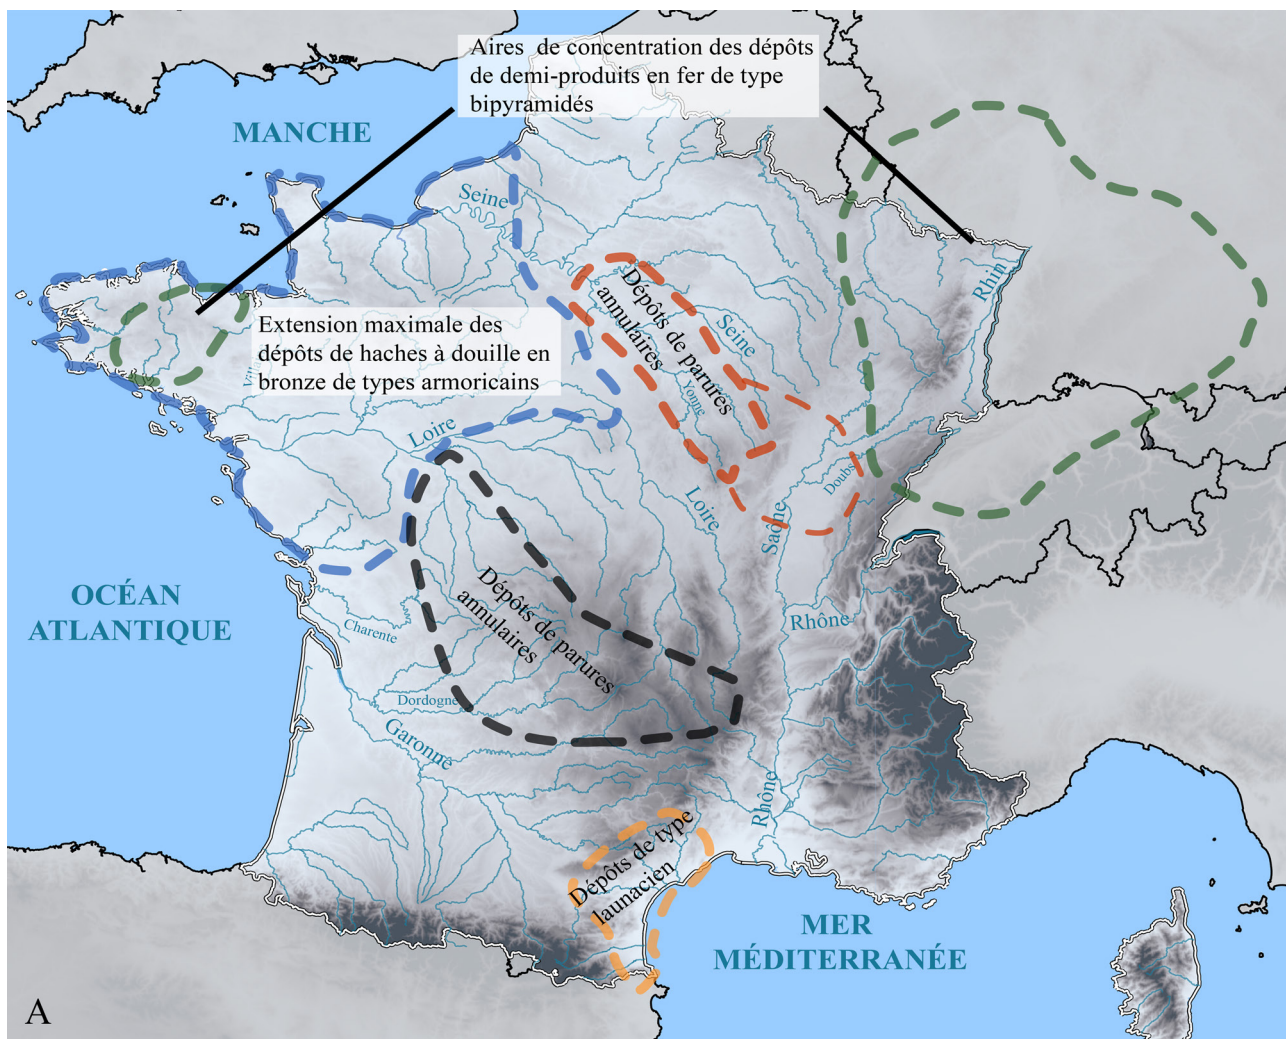 Aires de concentration des dépôts
de demi-produits en fer de type
bipyramidés
MANCHE
Seine
Rhin
Dépôts de parures
annulaires
Seine
Extension maximale des
dépôts de haches à douille en
bronze de types armoricains
Yonne
Loire
Doubs
Loire
Saône
OCÉAN
ATLANTIQUE
Dépôts de parures
annulaires
Charente
Rhône
Dordogne
Garonne
Rhône
Dépôts de type
launacien
MER
MÉDITERRANÉE
A